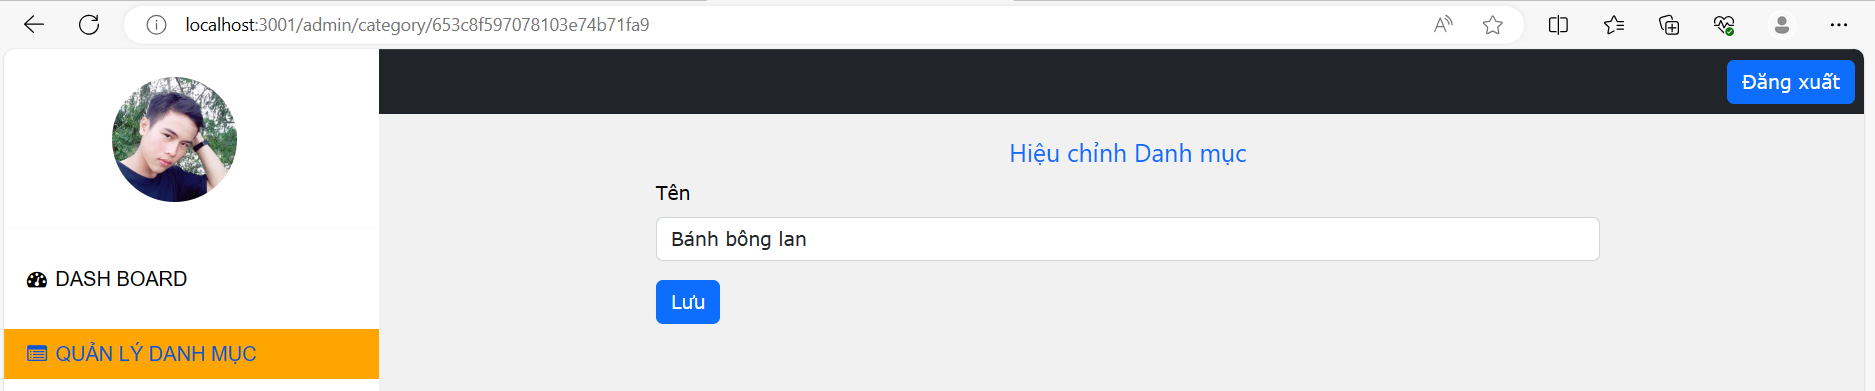 localhost:3001/admin/category/653c8f597078103e74b71fa9
Đăng xuất
Hiệu chỉnh Danh mục
Tên
Bánh bông lan
Lưu
DASH BOARD
QUẢN LÝ DANH MỤC